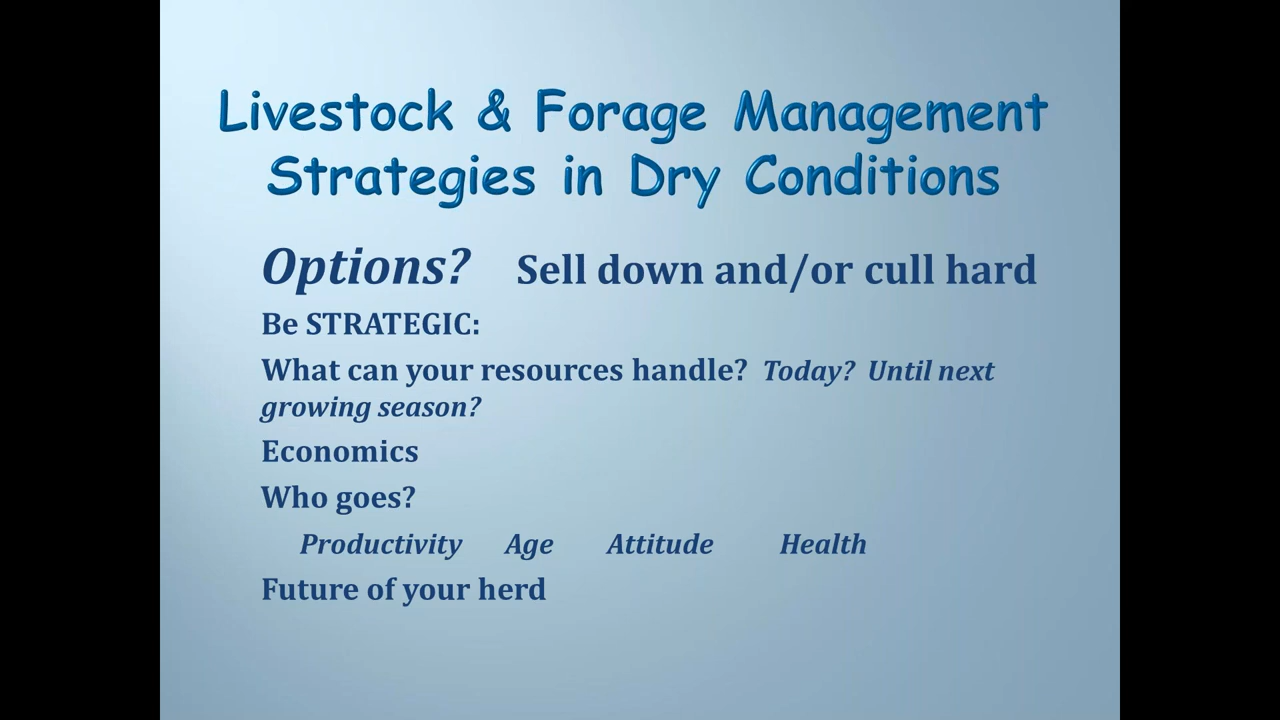 Livestock & Forage Management
Strategies in Dry Conditions
Options? Sell down and/or cull hard
Be STRATEGIC:
What can your resources handle? Today? Until next
growing season?
Economics
Who goes?
Productivity Age Attitude Health
Future of your herd